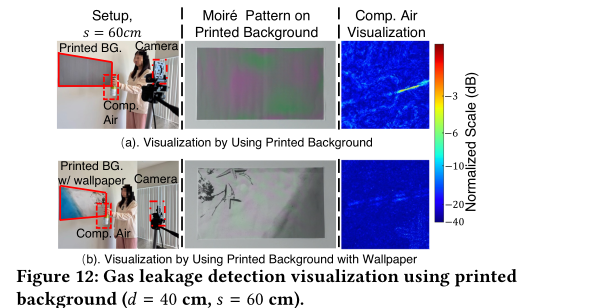 Setup,
s = 60cm
Moiré Pattern on
Printed Background
Comp. Air
Visualization
Printed BG.
Camera
Comp.
Air
(a). Visualization by Using Printed Background
Printed BG.
w/ wallpaper
Camera
Comp. Air
(b). Visualization by Using Printed Background with Wallpaper
−3
−6
−10
−20
−40
Normalized Scale (dB)
Figure 12: Gas leakage detection visualization using printed
background (d = 40 cm, s = 60 cm).